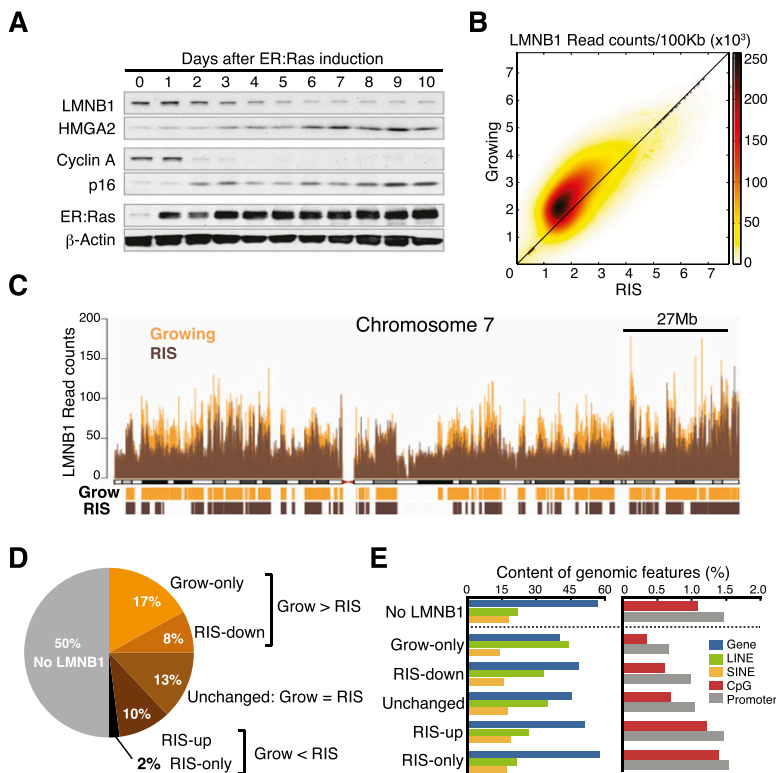 A
Days after ER:Ras induction
0 1 2 3 4 5 6 7 8 9 10
LMNB1
HMGA2
Cyclin A
p16
ER:Ras
β-Actin
B
LMNB1 Read counts/100Kb (x10³)
Growing
7
6
5
4
3
2
1
0 1 2 3 4 5 6 7
RIS
250
200
150
100
50
0
C
LMNB1 Read counts
200
150
100
50
0
Growing
RIS
Chromosome 7
27Mb
Grow
RIS
D
50%
No LMNB1
17%
8%
13%
10%
2%
Grow-only
RIS-down
Grow > RIS
Unchanged: Grow = RIS
RIS-up
RIS-only
Grow < RIS
E
Content of genomic features (%)
0 15 30 45 60
0 0.5 1.0 1.5 2.0
No LMNB1
Grow-only
RIS-down
Unchanged
RIS-up
RIS-only
Gene
LINE
SINE
CpG
Promoter